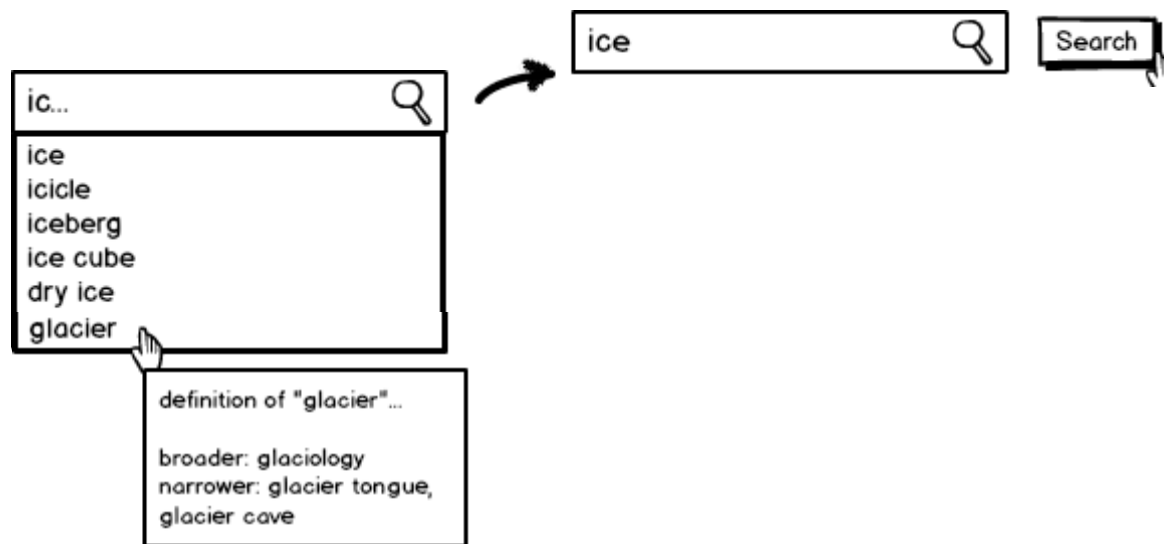 ic...
ice
icicle
iceberg
ice cube
dry ice
glacier
definition of "glacier"...
broader: glaciology
narrower: glacier tongue,
glacier cave
ice
Search